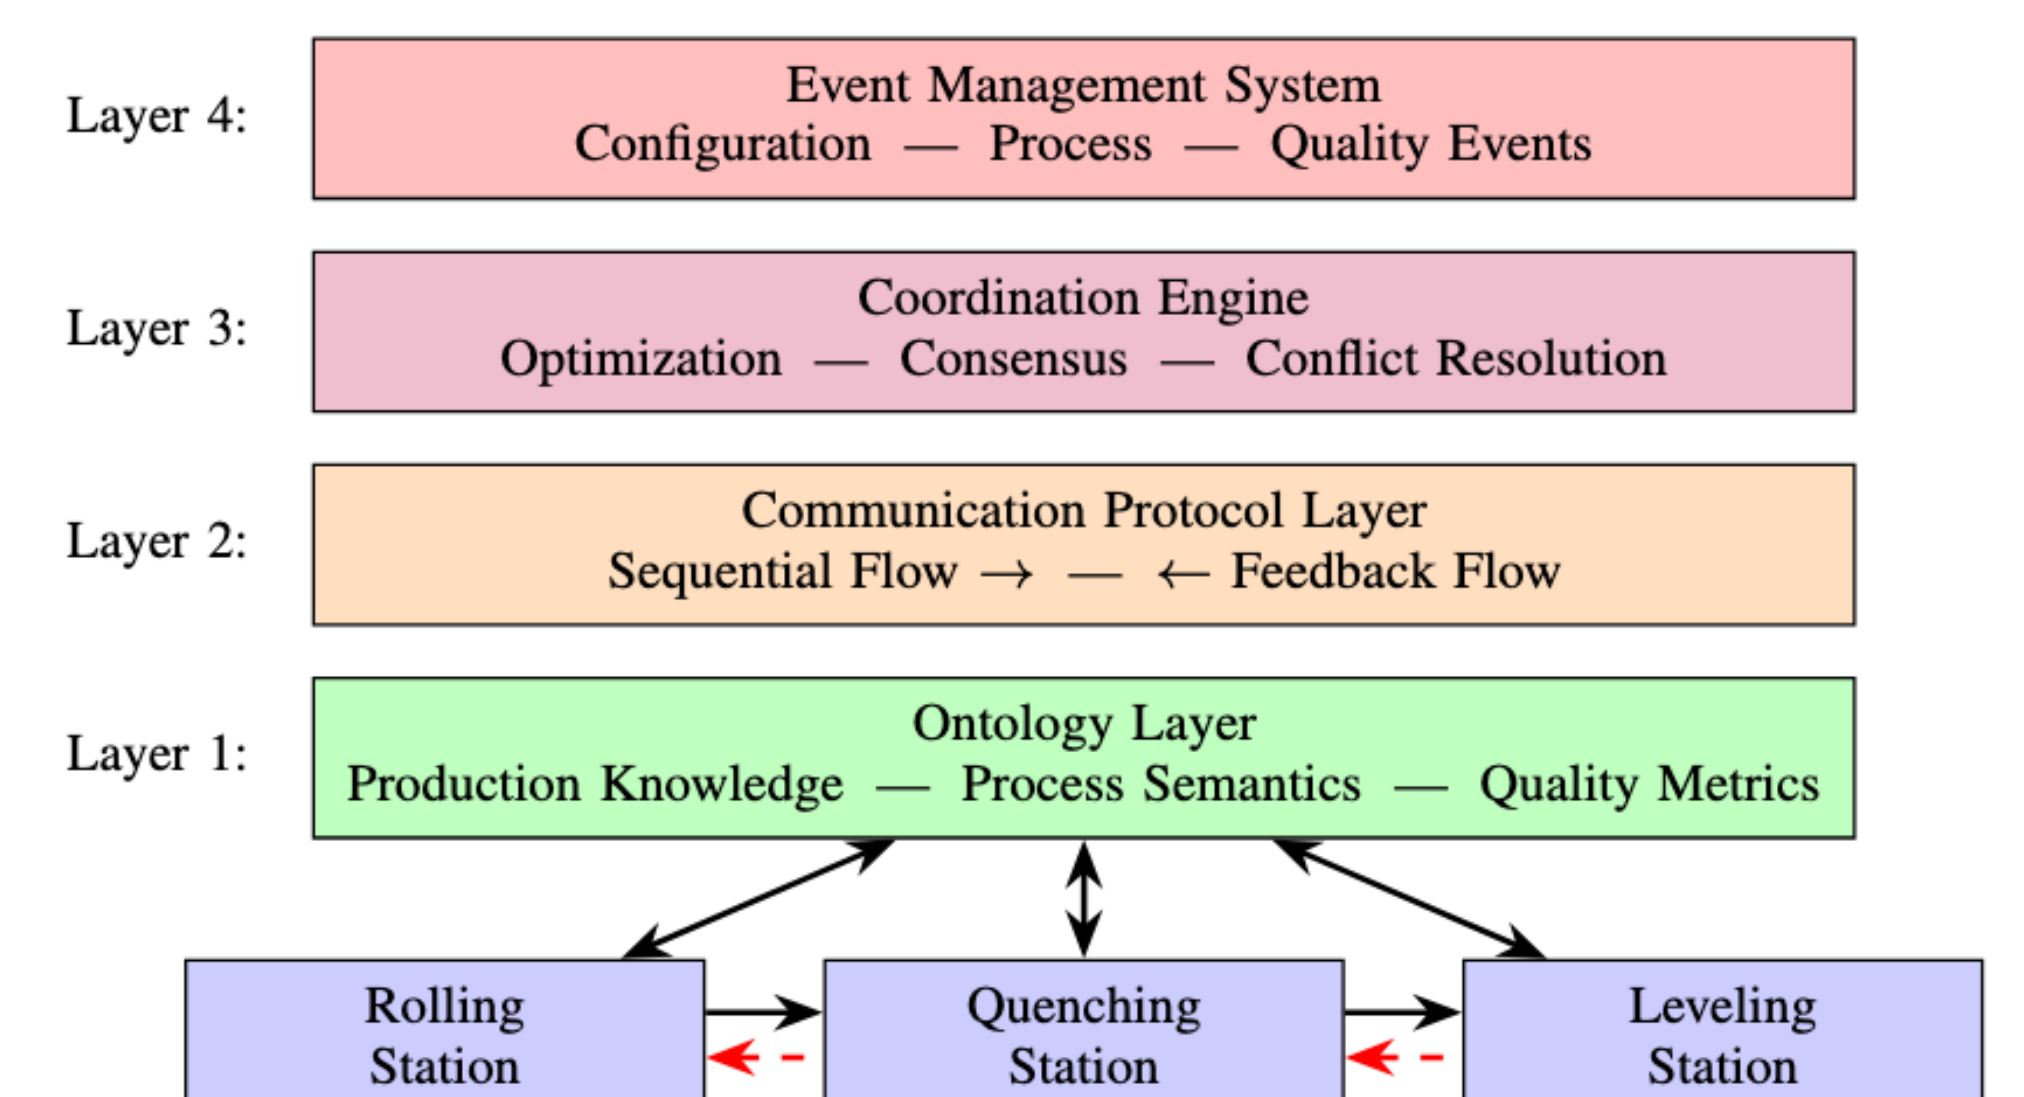 Layer 4:
Event Management System
Configuration — Process — Quality Events
Layer 3:
Coordination Engine
Optimization — Consensus — Conflict Resolution
Layer 2:
Communication Protocol Layer
Sequential Flow → — ← Feedback Flow
Layer 1:
Ontology Layer
Production Knowledge — Process Semantics — Quality Metrics
Rolling
Station
Quenching
Station
Leveling
Station